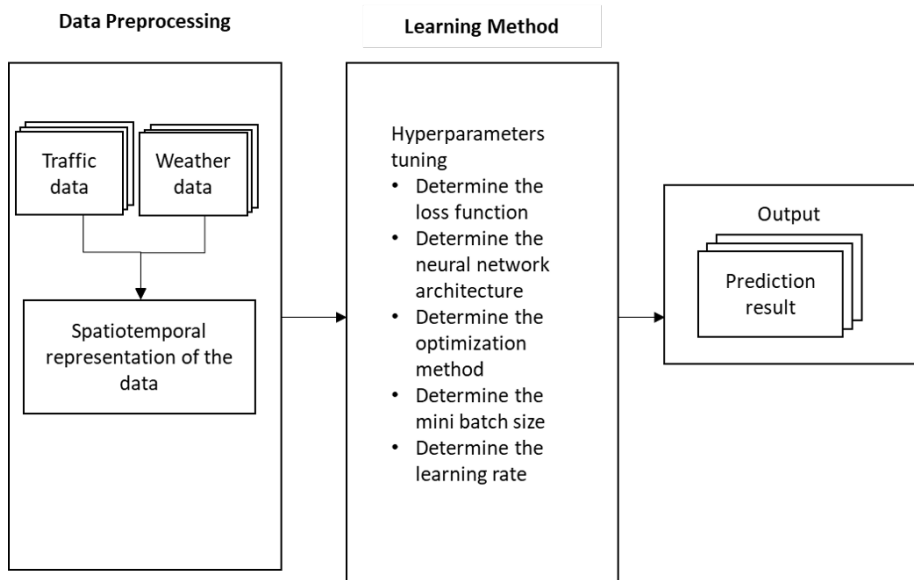 Data Preprocessing
Learning Method
Traffic
data
Weather
data
Spatiotemporal
representation of the
data
Hyperparameters
tuning
• Determine the
loss function
• Determine the
neural network
architecture
• Determine the
optimization
method
• Determine the
mini batch size
• Determine the
learning rate
Output
Prediction
result